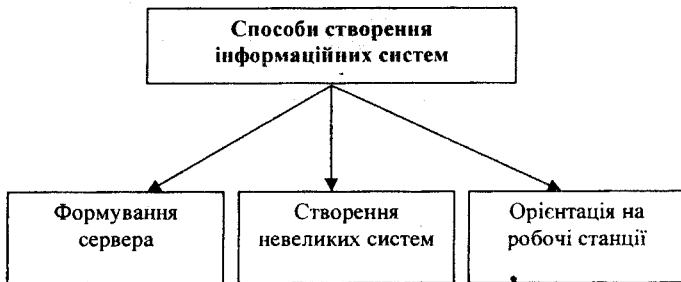 Способи створення
інформаційних систем
Формування
сервера
Створення
невеликих систем
Орієнтація на
робочі станції